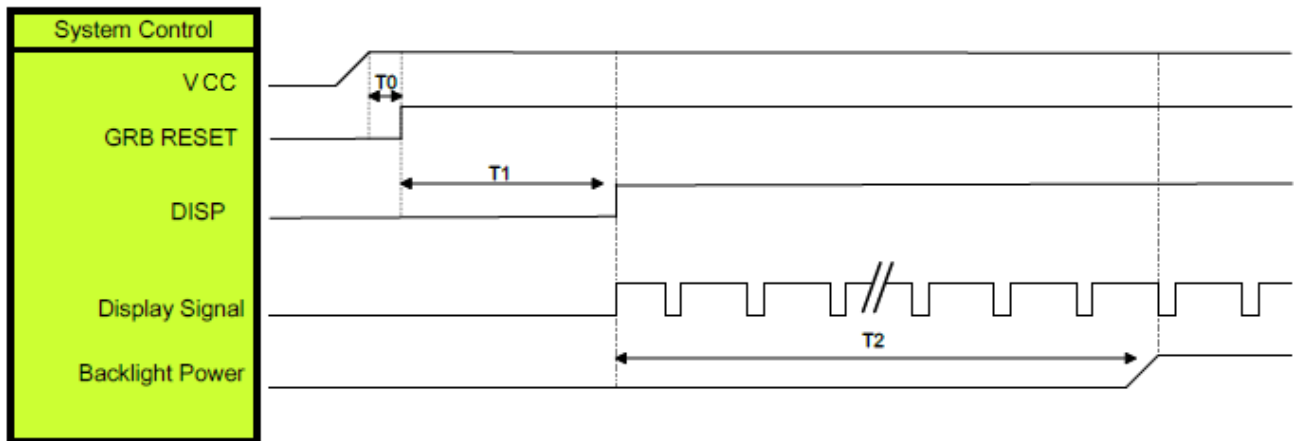 System Control
VCC
T0
GRB RESET
T1
DISP
Display Signal
T2
Backlight Power